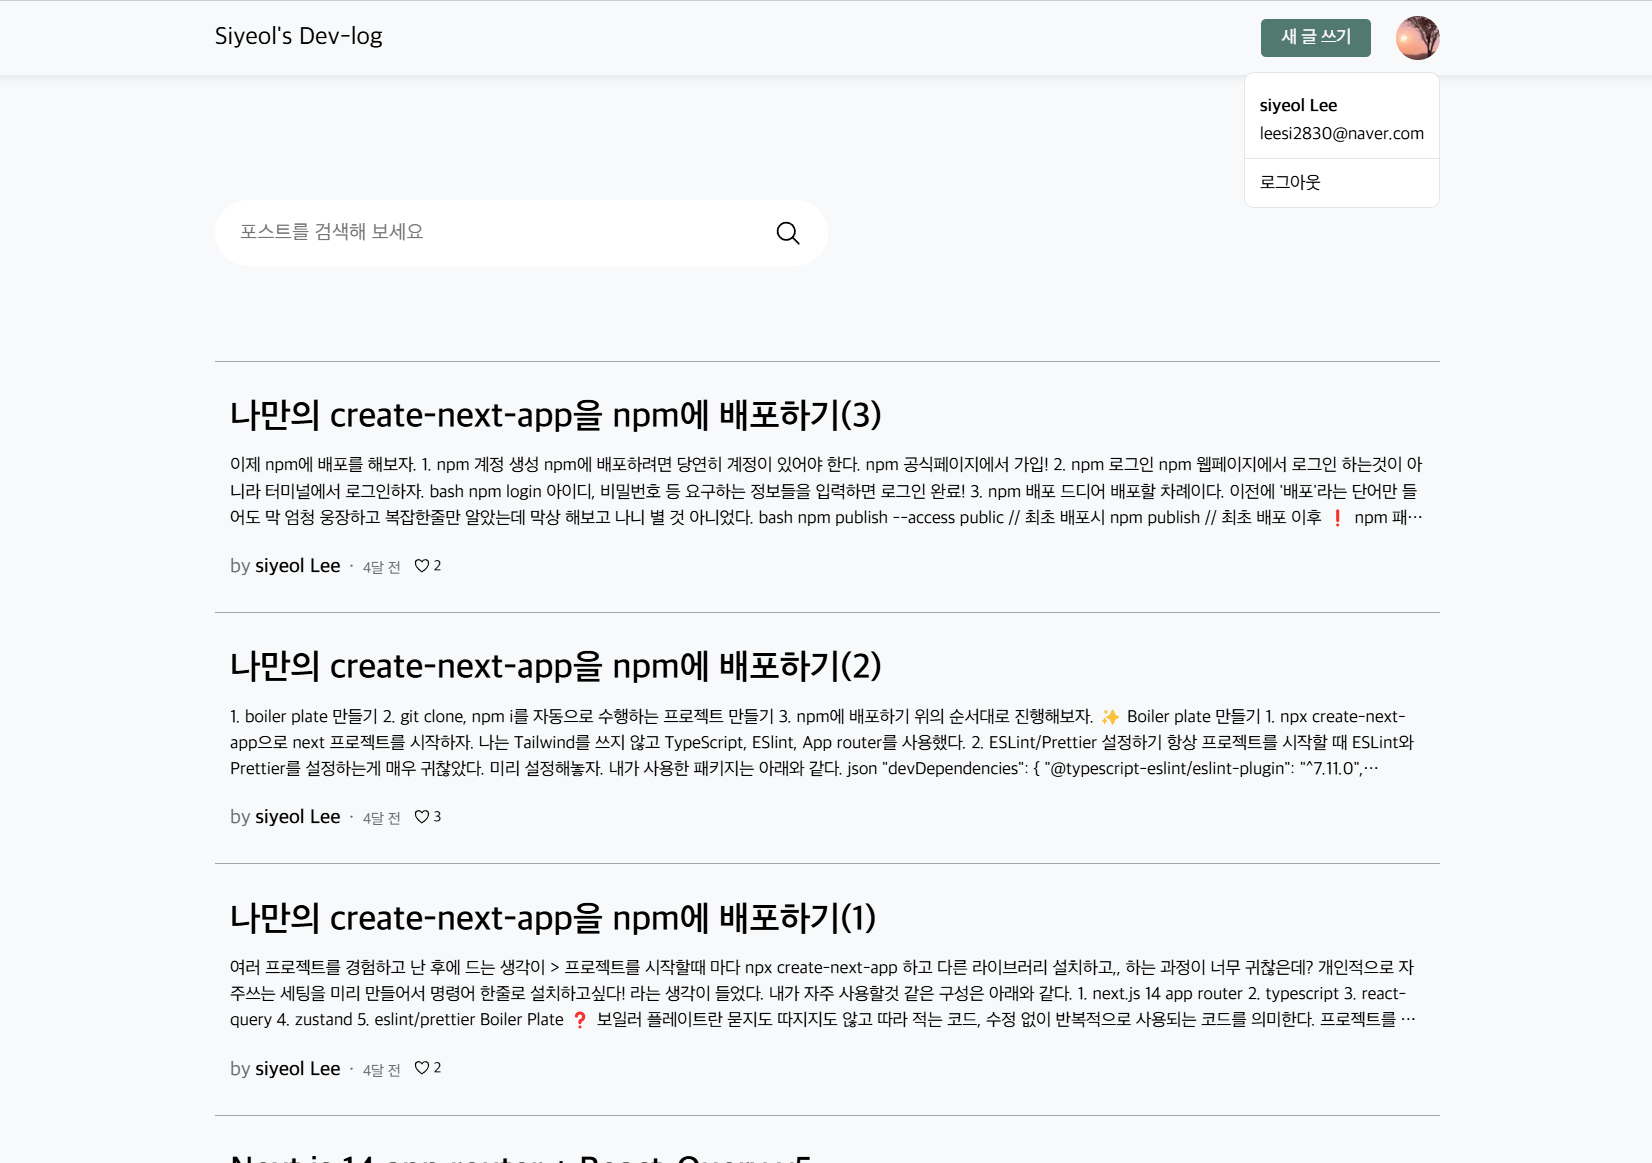 Siyeol's Dev-log
새 글 쓰기
siyeol Lee
leesi2830@naver.com
로그아웃
포스트를 검색해 보세요
나만의 create-next-app을 npm에 배포하기(3)
이제 npm에 배포를 해보자. 1. npm 계정 생성 npm에 배포하려면 당연히 계정이 있어야 한다. npm 공식페이지에서 가입! 2. npm 로그인 npm 웹페이지에서 로그인 하는것이 아
니라 터미널에서 로그인하자. bash npm login 아이디, 비밀번호 등 요구하는 정보들을 입력하면 로그인 완료! 3. npm 배포 드디어 배포할 차례이다. 이전에 '배포'라는 단어만 들
어도 막 엄청 웅장하고 복잡한줄만 알았는데 막상 해보고 나니 별 것 아니었다. bash npm publish --access public // 최초 배포시 npm publish // 최초 배포 이후 ❗ npm 패…
by siyeol Lee · 4달 전 ♡ 2
나만의 create-next-app을 npm에 배포하기(2)
1. boiler plate 만들기 2. git clone, npm i를 자동으로 수행하는 프로젝트 만들기 3. npm에 배포하기 위의 순서대로 진행해보자. ✨ Boiler plate 만들기 1. npx create-next-
app으로 next 프로젝트를 시작하자. 나는 Tailwind를 쓰지 않고 TypeScript, ESlint, App router를 사용했다. 2. ESLint/Prettier 설정하기 항상 프로젝트를 시작할 때 ESLint와
Prettier를 설정하는게 매우 귀찮았다. 미리 설정해놓자. 내가 사용한 패키지는 아래와 같다. json "devDependencies": { "@typescript-eslint/eslint-plugin": "^7.11.0",…
by siyeol Lee · 4달 전 ♡ 3
나만의 create-next-app을 npm에 배포하기(1)
여러 프로젝트를 경험하고 난 후에 드는 생각이 > 프로젝트를 시작할때 마다 npx create-next-app 하고 다른 라이브러리 설치하고,, 하는 과정이 너무 귀찮은데? 개인적으로 자
주쓰는 세팅을 미리 만들어서 명령어 한줄로 설치하고싶다! 라는 생각이 들었다. 내가 자주 사용할것 같은 구성은 아래와 같다. 1. next.js 14 app router 2. typescript 3. react-
query 4. zustand 5. eslint/prettier Boiler Plate ❓ 보일러 플레이트란 묻지도 따지지도 않고 따라 적는 코드, 수정 없이 반복적으로 사용되는 코드를 의미한다. 프로젝트를 …
by siyeol Lee · 4달 전 ♡ 2
Next.js 14 app router + React-Query v5